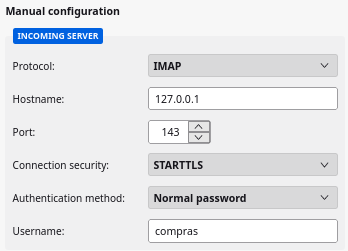 Manual configuration
INCOMING SERVER
Protocol: IMAP
Hostname: 127.0.0.1
Port: 143
Connection security: STARTTLS
Authentication method: Normal password
Username: compras